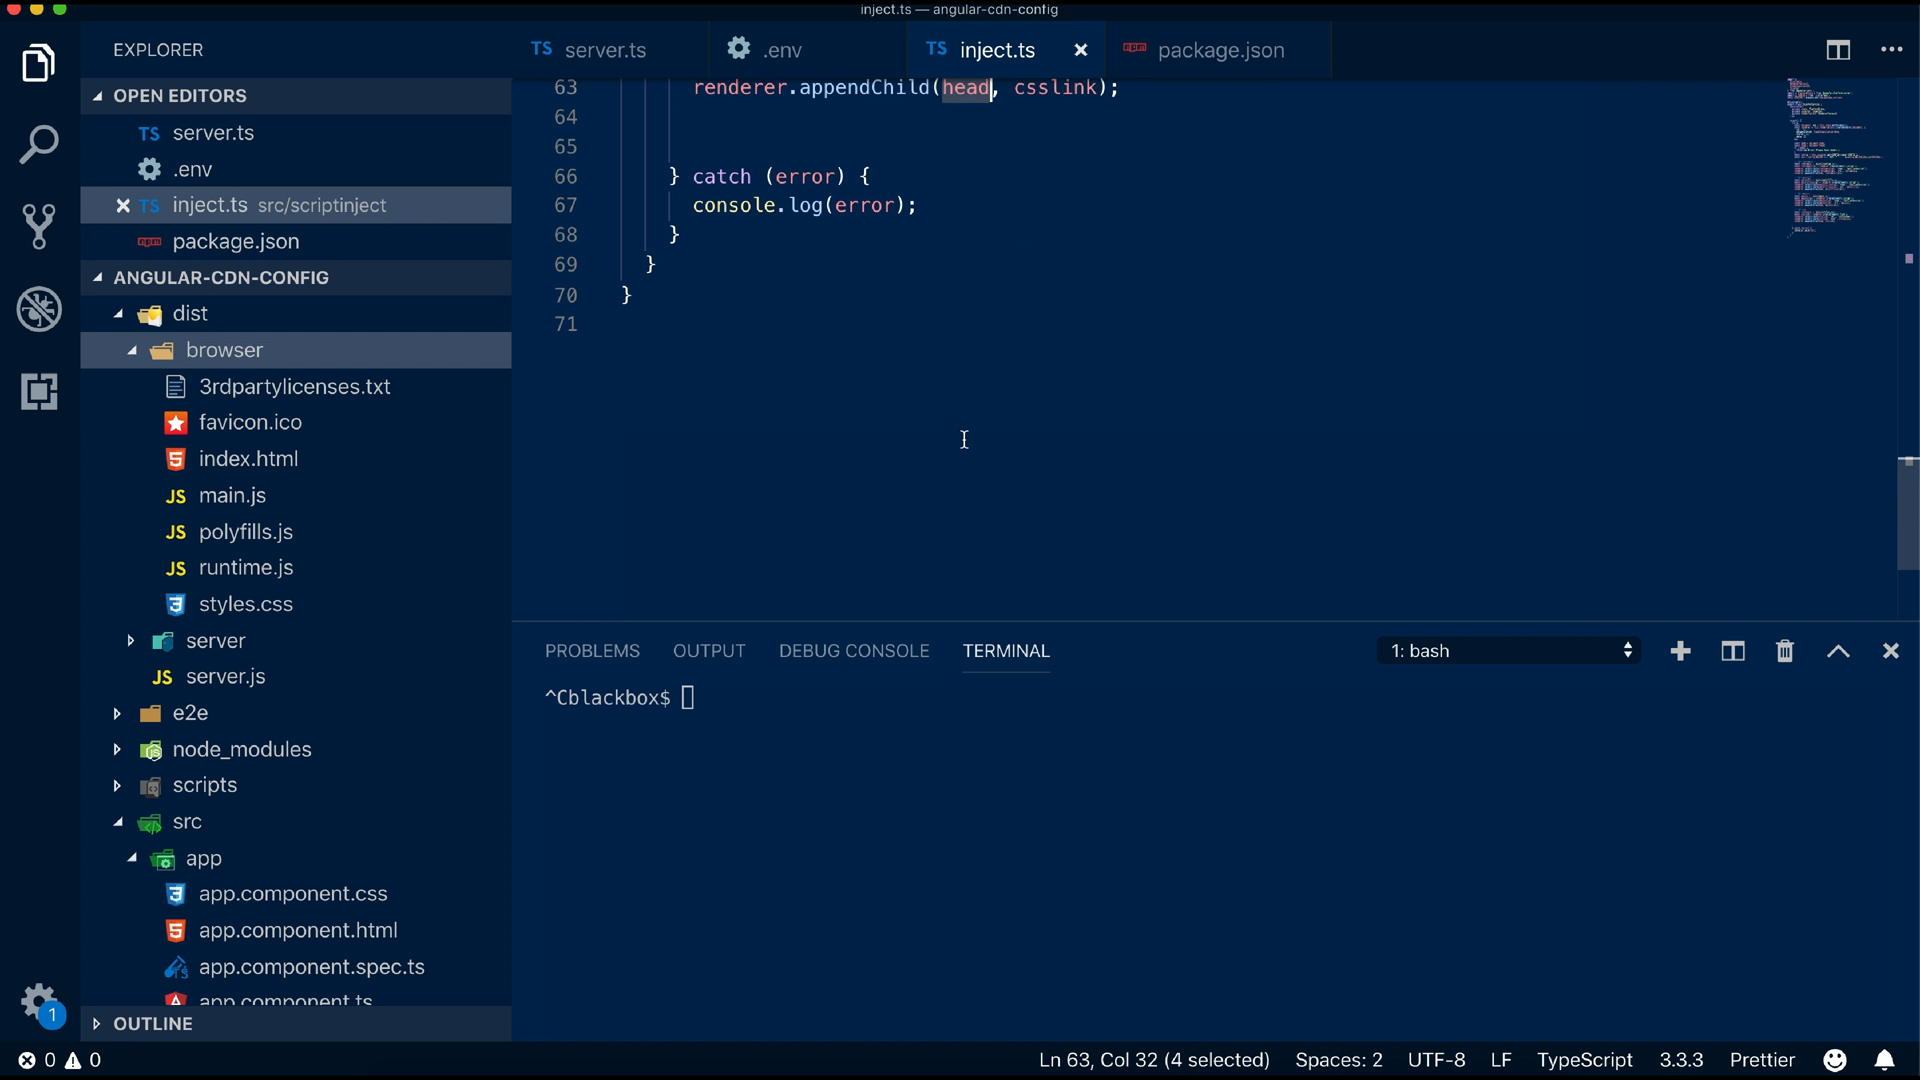 inject.ts — angular-cdn-config
EXPLORER
OPEN EDITORS
TS server.ts
.env
TS inject.ts src/scriptinject
package.json
ANGULAR-CDN-CONFIG
dist
browser
3rdpartylicenses.txt
favicon.ico
index.html
JS main.js
JS polyfills.js
JS runtime.js
styles.css
server
JS server.js
e2e
node_modules
scripts
src
app
app.component.css
app.component.html
app.component.spec.ts
app.component.ts
OUTLINE
1
TS server.ts .env TS inject.ts package.json
63 renderer.appendChild(head, csslink);
64
65
66 } catch (error) {
67 console.log(error);
68 }
69 }
70 }
71
PROBLEMS OUTPUT DEBUG CONSOLE TERMINAL 1: bash
^Cblackbox$
0 0 Ln 63, Col 32 (4 selected) Spaces: 2 UTF-8 LF TypeScript 3.3.3 Prettier